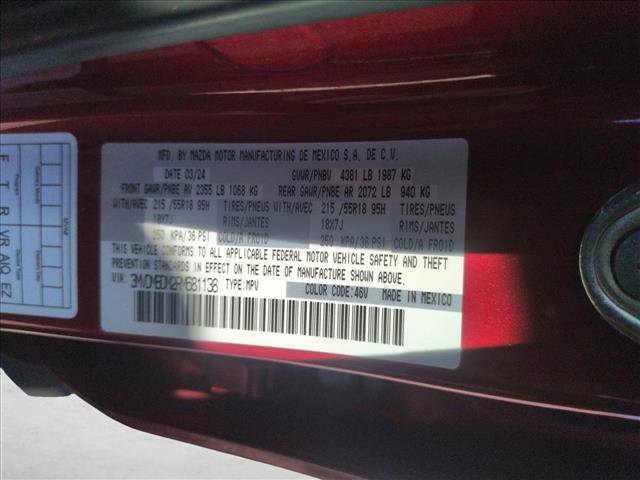 MFD. BY MAZDA MOTOR MANUFACTURING DE MEXICO S.A. DE C.V.
DATE 03/24 GVWR/PNBV 4381 LB 1987 KG
FRONT GAWR/PNBE AV 2355 LB 1068 KG REAR GAWR/PNBE AR 2072 LB 940 KG
WITH/AVEC 215 /55R18 95H TIRES/PNEUS WITH/AVEC 215 /55R18 95H TIRES/PNEUS
18X7J RIMS/JANTES 18X7J RIMS/JANTES
250 KPA/36 PSI COLD/A FROID 250 KPA/36 PSI COLD/A FROID
THIS VEHICLE CONFORMS TO ALL APPLICABLE FEDERAL MOTOR VEHICLE SAFETY AND THEFT
PREVENTION STANDARDS IN EFFECT ON THE DATE OF MANUFACTURE SHOWN ABOVE.
VIN: TYPE:MPV COLOR CODE:46V MADE IN MEXICO
F T R VR A/Q EZ